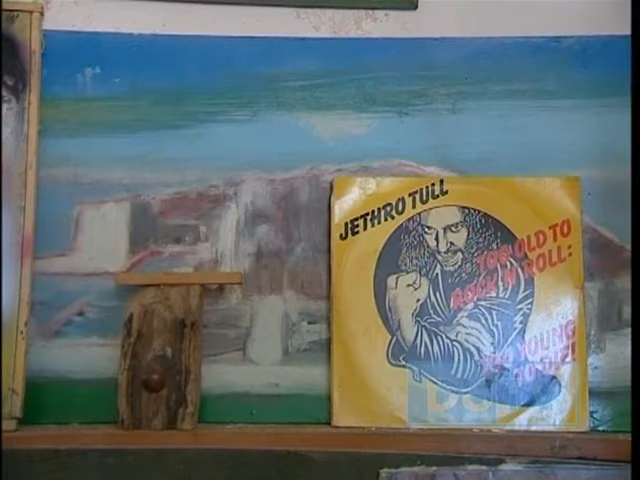 JETHRO TULL
TOO OLD TO
ROCK 'N' ROLL:
TOO YOUNG
TO DIE!